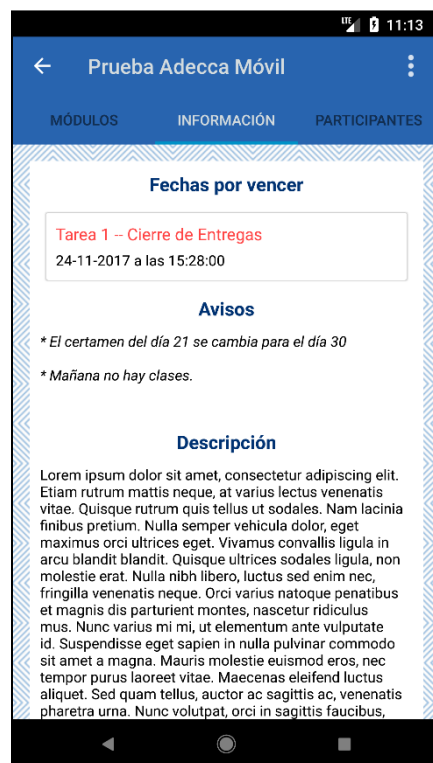 LTE 11:13
Prueba Adecca Móvil
MÓDULOS INFORMACIÓN PARTICIPANTES
Fechas por vencer
Tarea 1 -- Cierre de Entregas
24-11-2017 a las 15:28:00
Avisos
* El certamen del día 21 se cambia para el día 30
* Mañana no hay clases.
Descripción
Lorem ipsum dolor sit amet, consectetur adipiscing elit.
Etiam rutrum mattis neque, at varius lectus venenatis
vitae. Quisque rutrum quis tellus ut sodales. Nam lacinia
finibus pretium. Nulla semper vehicula dolor, eget
maximus orci ultrices eget. Vivamus convallis ligula in
arcu blandit blandit. Quisque ultrices sodales ligula, non
molestie erat. Nulla nibh libero, luctus sed enim nec,
fringilla venenatis neque. Orci varius natoque penatibus
et magnis dis parturient montes, nascetur ridiculus
mus. Nunc varius mi mi, ut elementum ante vulputate
id. Suspendisse eget sapien in nulla pulvinar commodo
sit amet a magna. Mauris molestie euismod eros, nec
tempor purus laoreet vitae. Maecenas eleifend luctus
aliquet. Sed quam tellus, auctor ac sagittis ac, venenatis
pharetra urna. Nunc volutpat, orci in sagittis faucibus,